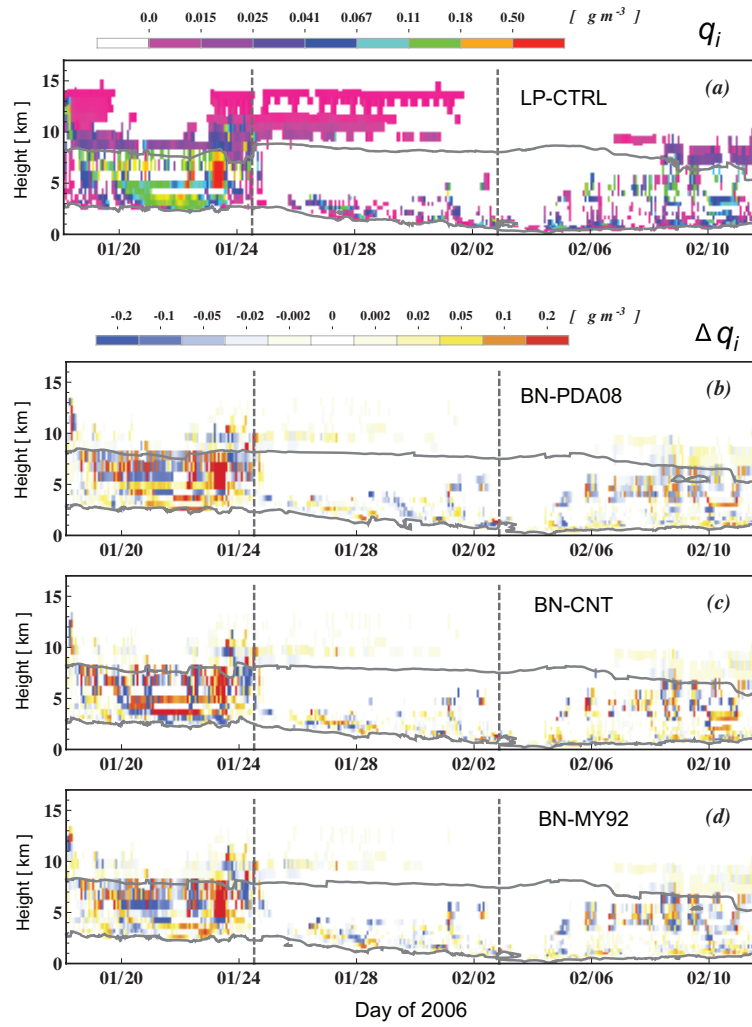 0.0 0.015 0.025 0.041 0.067 0.11 0.18 0.50 [ g m⁻³ ] qᵢ
15
LP-CTRL (a)
10
Height [ km ]
5
0
01/20 01/24 01/28 02/02 02/06 02/10
-0.2 -0.1 -0.05 -0.02 -0.002 0 0.002 0.02 0.05 0.1 0.2 [ g m⁻³ ] Δ qᵢ
15
BN-PDA08 (b)
10
Height [ km ]
5
0
01/20 01/24 01/28 02/02 02/06 02/10
15
BN-CNT (c)
10
Height [ km ]
5
0
01/20 01/24 01/28 02/02 02/06 02/10
15
BN-MY92 (d)
10
Height [ km ]
5
0
01/20 01/24 01/28 02/02 02/06 02/10
Day of 2006